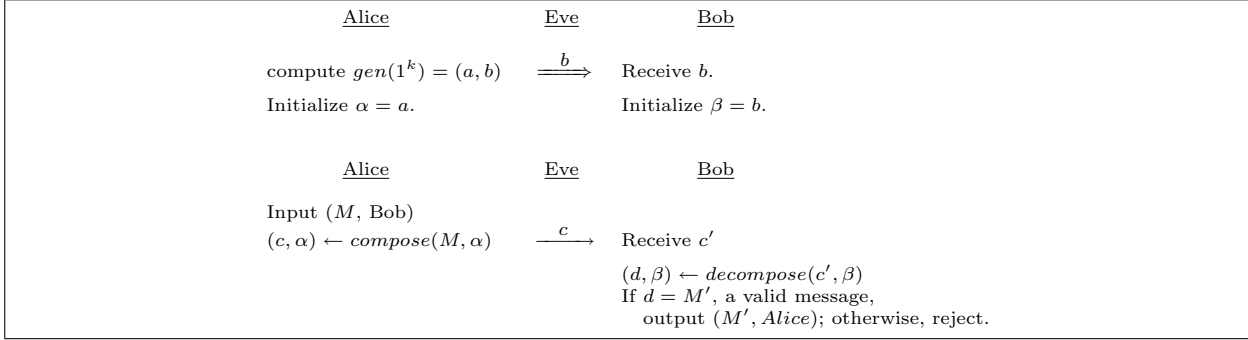 Alice Eve Bob
compute gen(1^k) = (a, b) b Receive b.
Initialize α = a. Initialize β = b.
Alice Eve Bob
Input (M, Bob)
(c, α) ← compose(M, α) c Receive c′
(d, β) ← decompose(c′, β)
If d = M′, a valid message,
output (M′, Alice); otherwise, reject.